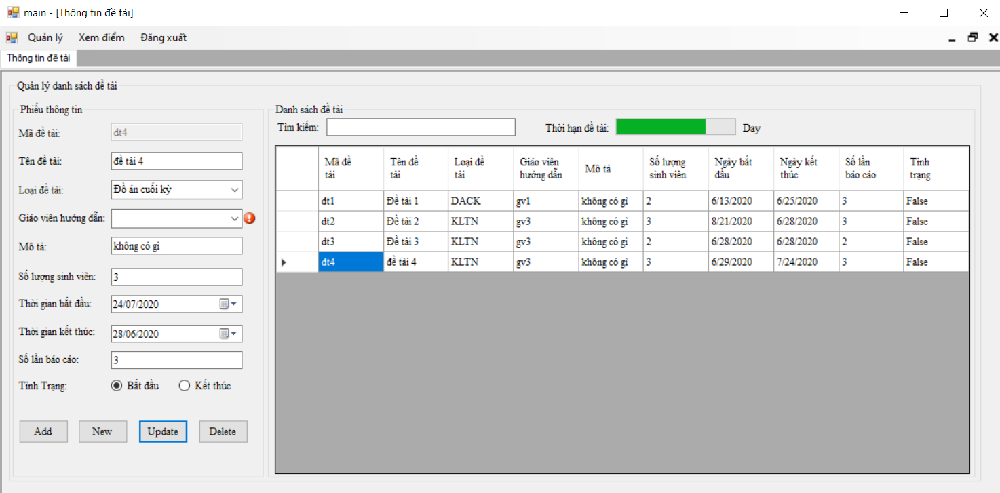 main - [Thông tin đề tài]
Quản lý Xem điểm Đăng xuất
Thông tin đề tài
Quản lý danh sách đề tài
Phiếu thông tin
Mã đề tài: dt4
Tên đề tài: đề tài 4
Loại đề tài: Đồ án cuối kỳ
Giáo viên hướng dẫn:
Mô tả: không có gì
Số lượng sinh viên: 3
Thời gian bắt đầu: 24/07/2020
Thời gian kết thúc: 28/06/2020
Số lần báo cáo: 3
Tình Trạng: Bắt đầu Kết thúc
Add New Update Delete
Danh sách đề tài
Tìm kiếm: Thời hạn đề tài: Day
Mã đề tài Tên đề tài Loại đề tài Giáo viên hướng dẫn Mô tả Số lượng sinh viên Ngày bắt đầu Ngày kết thúc Số lần báo cáo Tình trạng
dt1 Đề tài 1 DACK gv1 không có gì 2 6/13/2020 6/25/2020 3 False
dt2 Đề tài 2 KLTN gv3 không có gì 3 8/21/2020 6/28/2020 3 False
dt3 Đề tài 3 KLTN gv3 không có gì 2 6/28/2020 6/28/2020 2 False
dt4 đề tài 4 KLTN gv3 không có gì 3 6/29/2020 7/24/2020 3 False